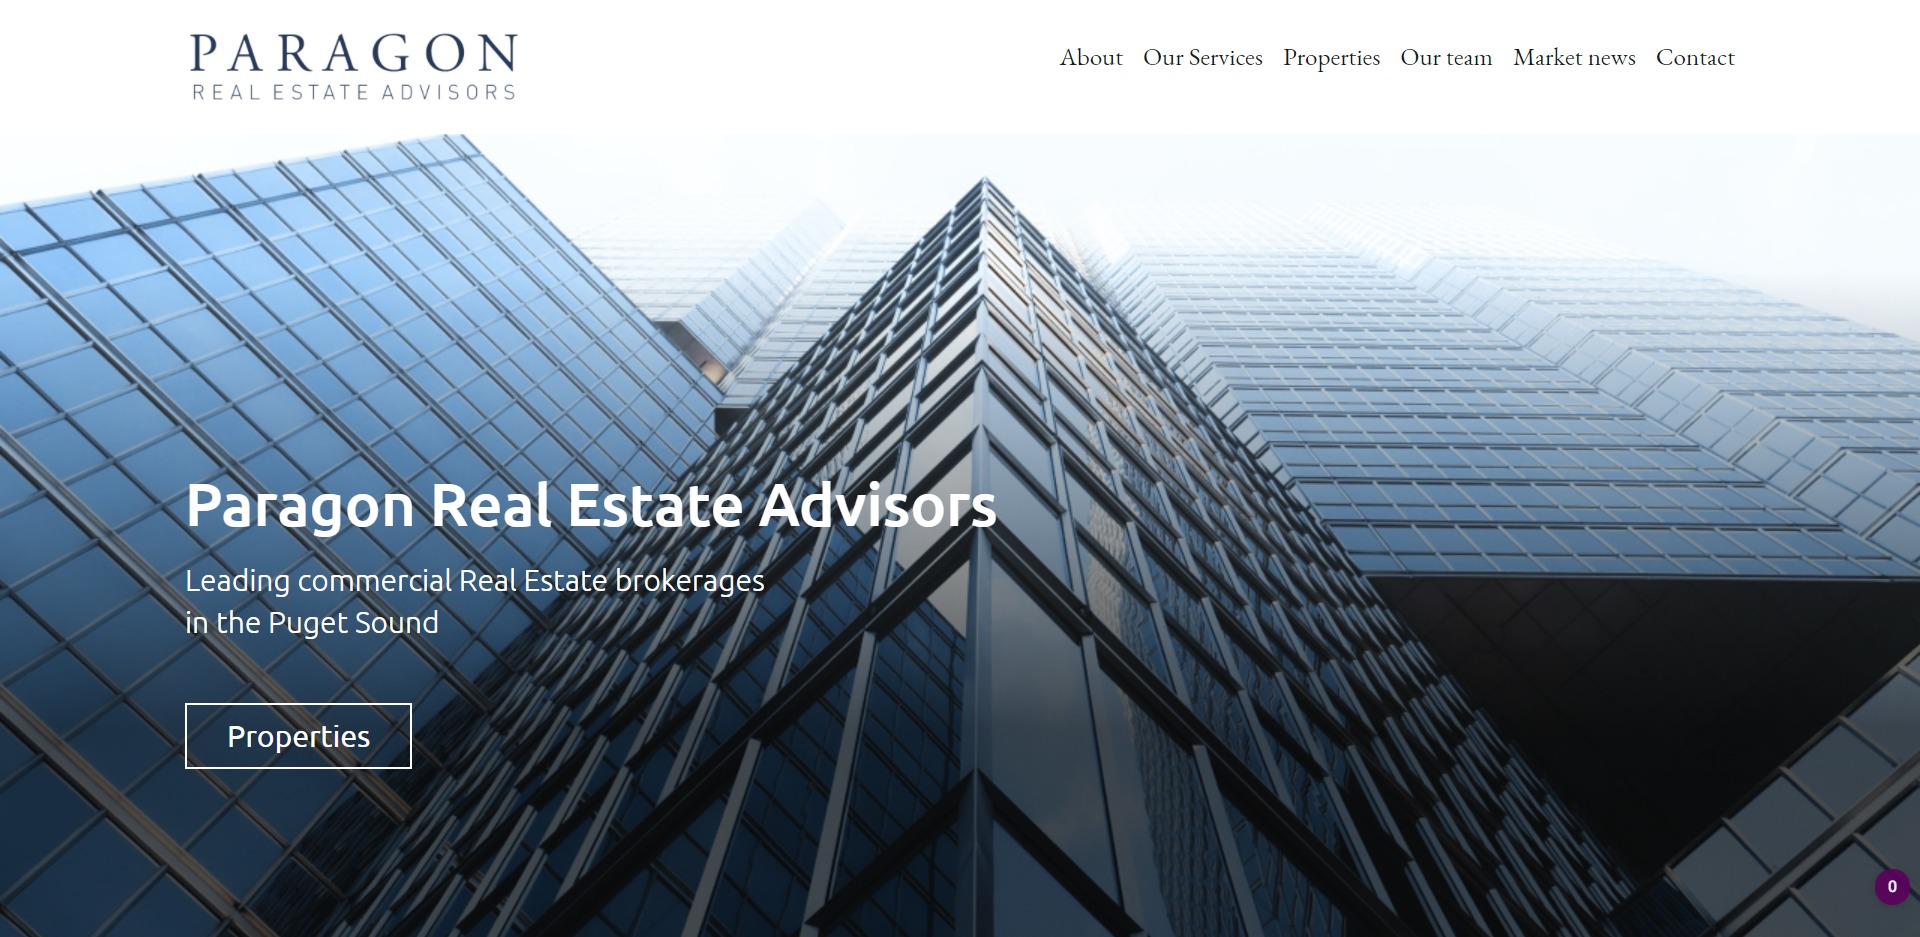 PARAGON
REAL ESTATE ADVISORS
About Our Services Properties Our team Market news Contact
Paragon Real Estate Advisors
Leading commercial Real Estate brokerages
in the Puget Sound
Properties
0